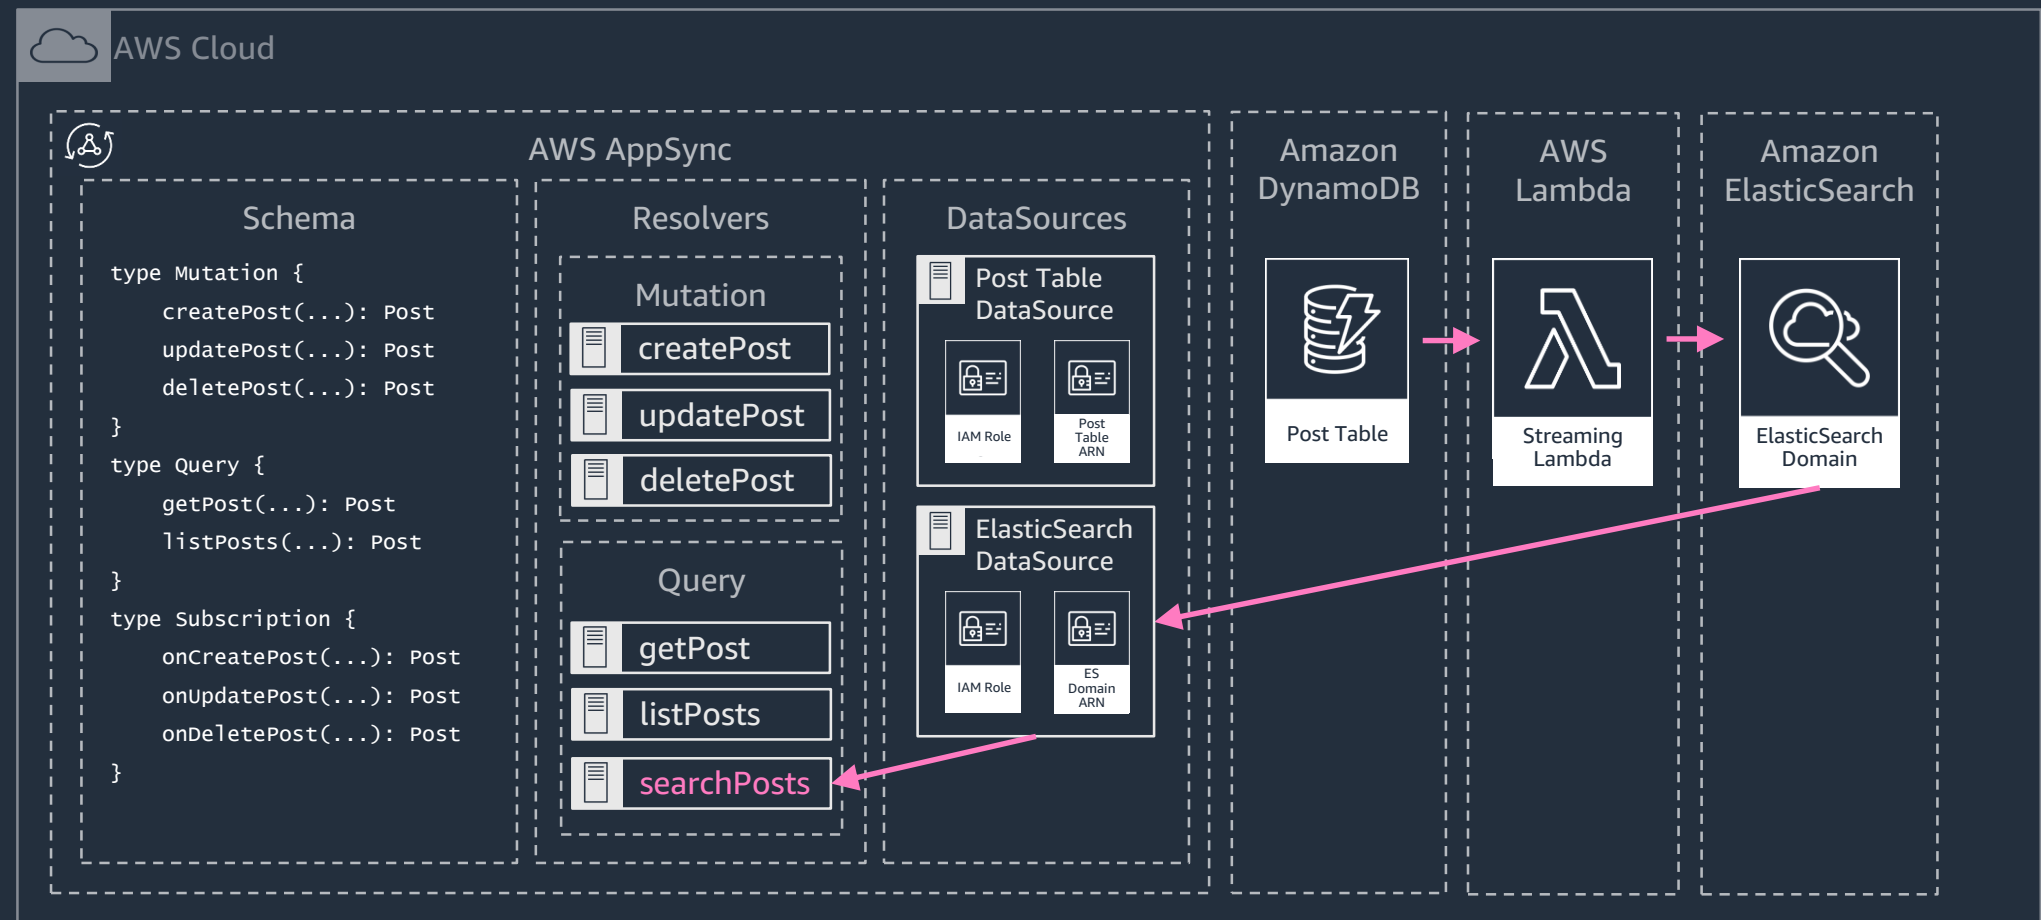 AWS Cloud
AWS AppSync
Schema
type Mutation {
createPost(...): Post
updatePost(...): Post
deletePost(...): Post
}
type Query {
getPost(...): Post
listPosts(...): Post
}
type Subscription {
onCreatePost(...): Post
onUpdatePost(...): Post
onDeletePost(...): Post
}
Resolvers
Mutation
createPost
updatePost
deletePost
Query
getPost
listPosts
searchPosts
DataSources
Post Table
DataSource
IAM Role
Post
Table
ARN
ElasticSearch
DataSource
IAM Role
ES
Domain
ARN
Amazon
DynamoDB
Post Table
AWS
Lambda
Streaming
Lambda
Amazon
ElasticSearch
ElasticSearch
Domain